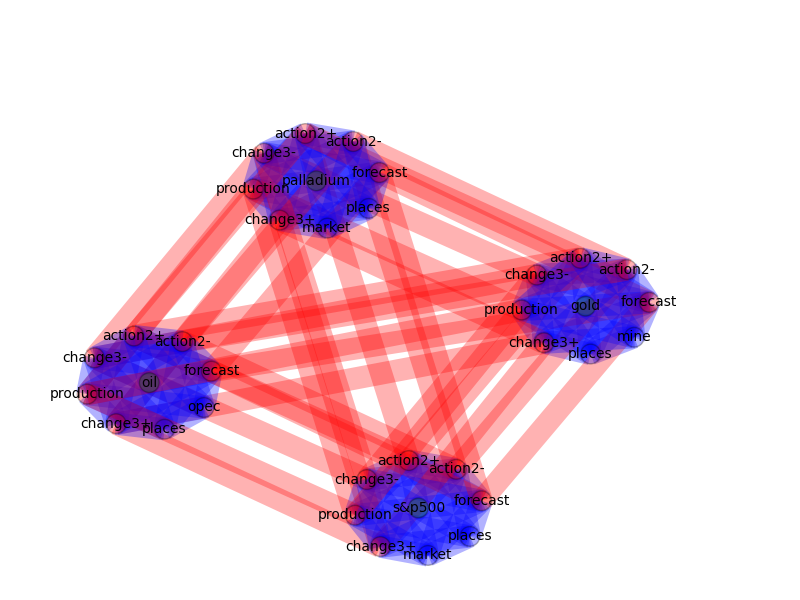 action2+
action2-
change3-
forecast
palladium
production
places
change3+
market
action2+
action2-
change3-
forecast
gold
production
mine
change3+
places
action2+
action2-
change3-
forecast
oil
production
opec
change3+
places
action2+
action2-
change3-
forecast
s&p500
production
places
change3+
market